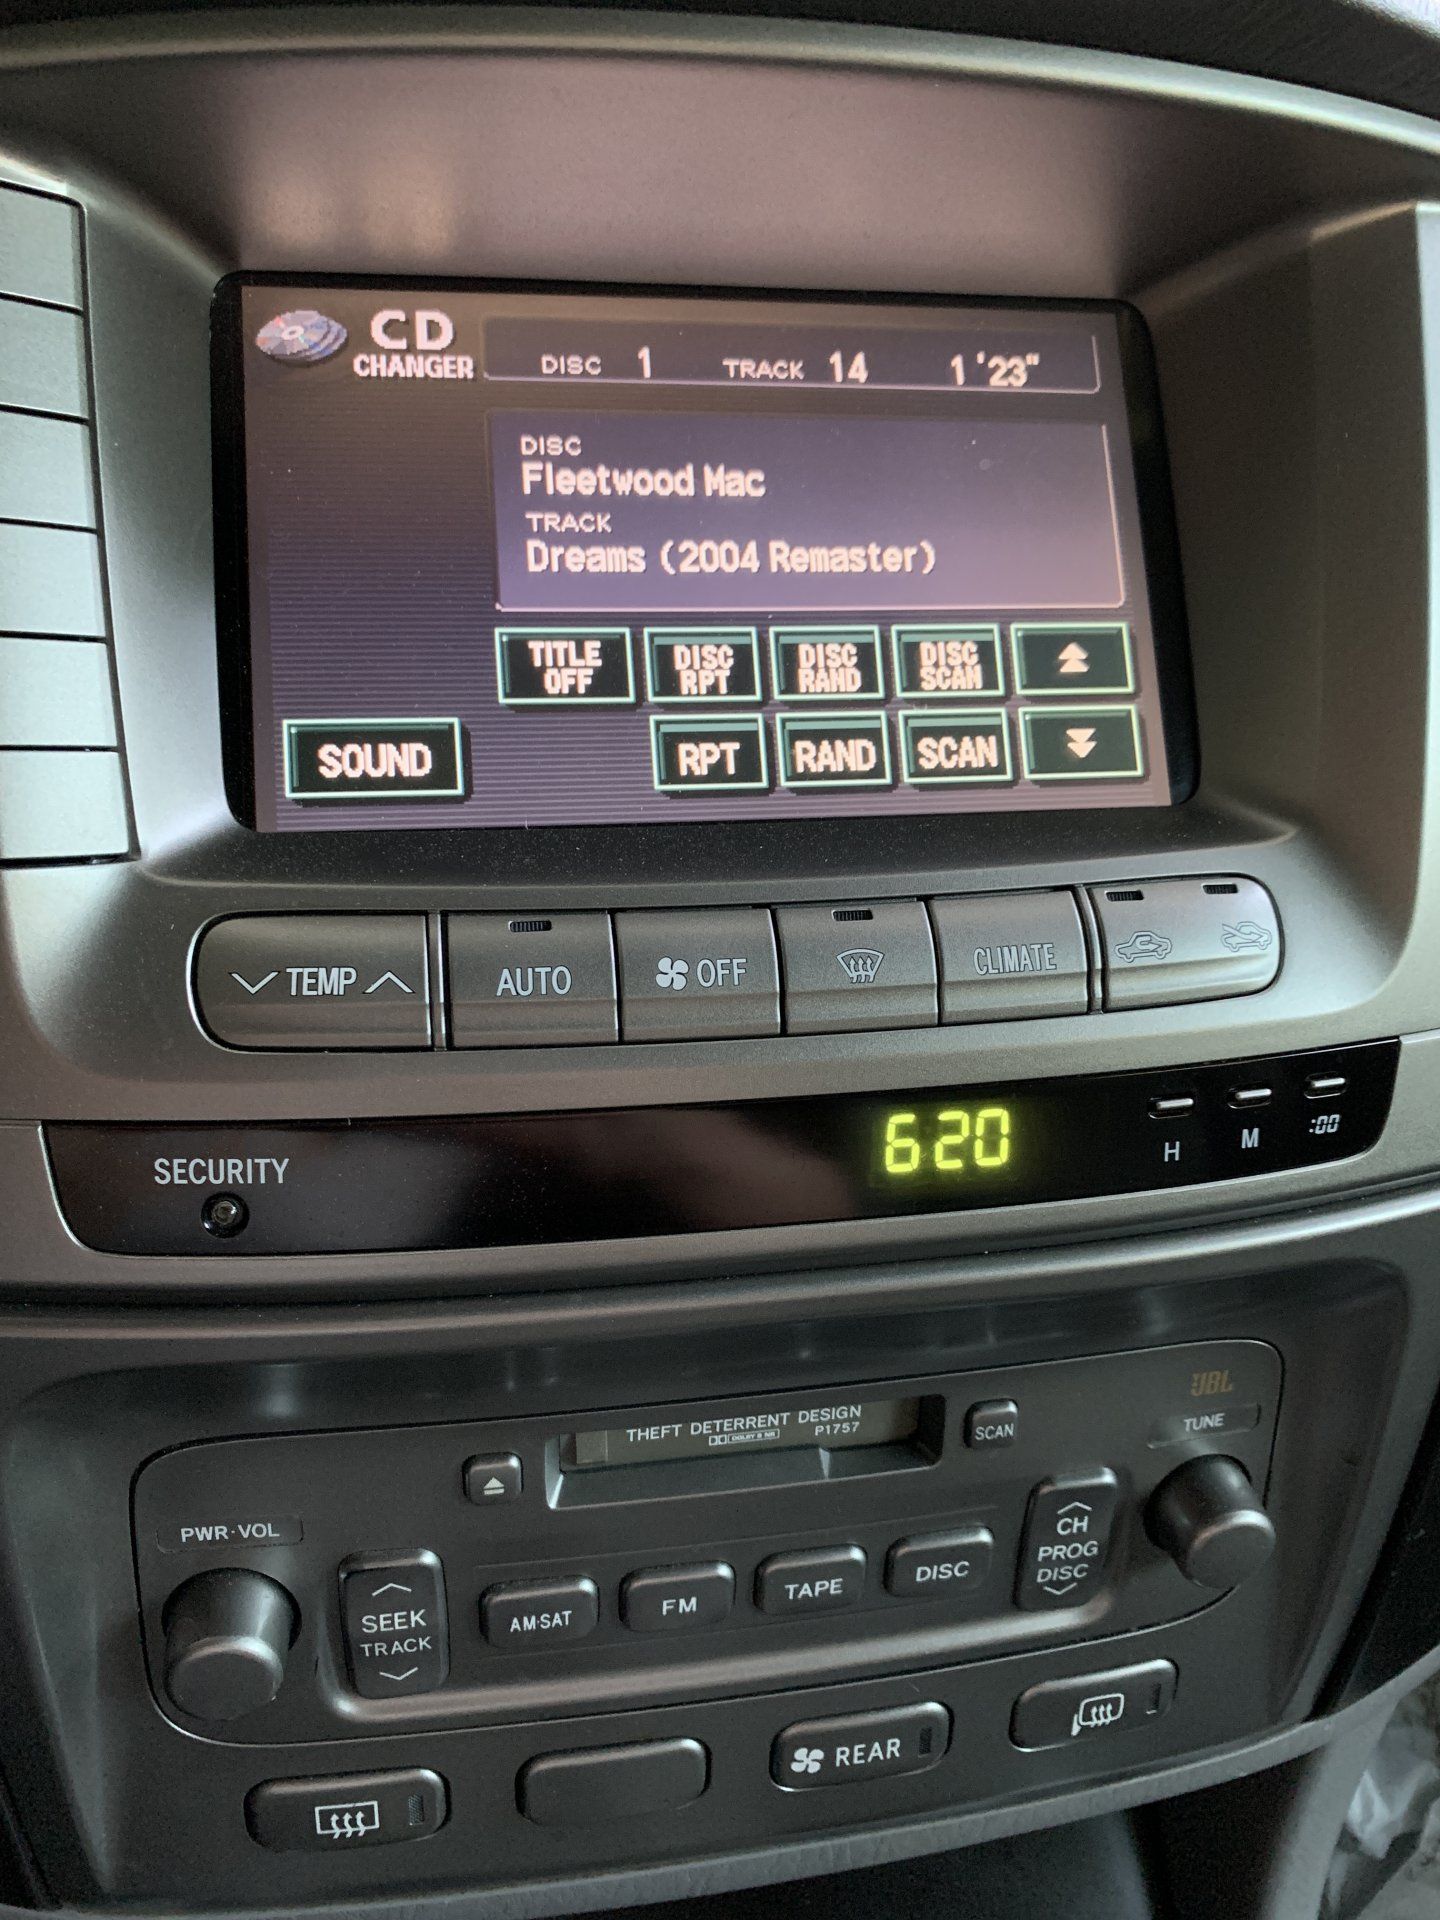 CD
CHANGER
DISC 1 TRACK 14 1'23"
DISC
Fleetwood Mac
TRACK
Dreams (2004 Remaster)
TITLE OFF
DISC RPT
DISC RAND
DISC SCAN
SOUND
RPT
RAND
SCAN
TEMP
AUTO
OFF
CLIMATE
SECURITY
620
H
M
:00
JBL
THEFT DETERRENT DESIGN
DOLBY B NR
P1757
SCAN
TUNE
PWR·VOL
SEEK
TRACK
AM·SAT
FM
TAPE
DISC
CH
PROG
DISC
REAR